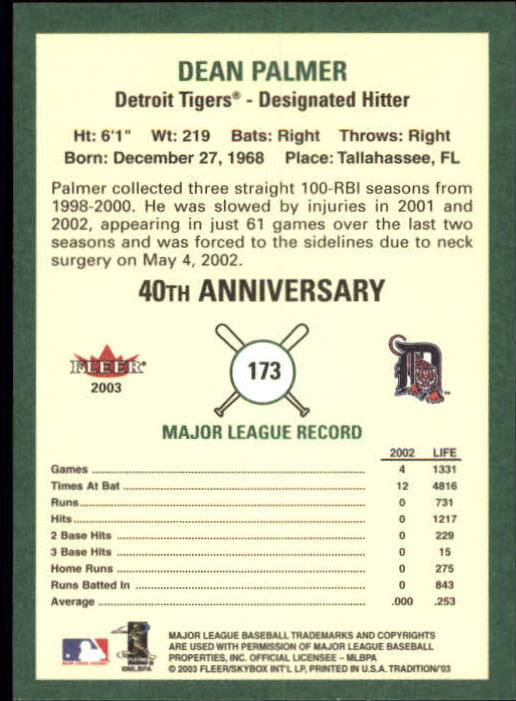 DEAN PALMER
Detroit Tigers® - Designated Hitter
Ht: 6'1" Wt: 219 Bats: Right Throws: Right
Born: December 27, 1968 Place: Tallahassee, FL
Palmer collected three straight 100-RBI seasons from
1998-2000. He was slowed by injuries in 2001 and
2002, appearing in just 61 games over the last two
seasons and was forced to the sidelines due to neck
surgery on May 4, 2002.
40TH ANNIVERSARY
FLEER®
2003
173
D
MAJOR LEAGUE RECORD
2002 LIFE
Games 4 1331
Times At Bat 12 4816
Runs 0 731
Hits 0 1217
2 Base Hits 0 229
3 Base Hits 0 15
Home Runs 0 275
Runs Batted In 0 843
Average .000 .253
©MLBPA
MAJOR LEAGUE BASEBALL TRADEMARKS AND COPYRIGHTS
ARE USED WITH PERMISSION OF MAJOR LEAGUE BASEBALL
PROPERTIES, INC. OFFICIAL LICENSEE - MLBPA
© 2003 FLEER/SKYBOX INT'L LP, PRINTED IN U.S.A. TRADITION/'03